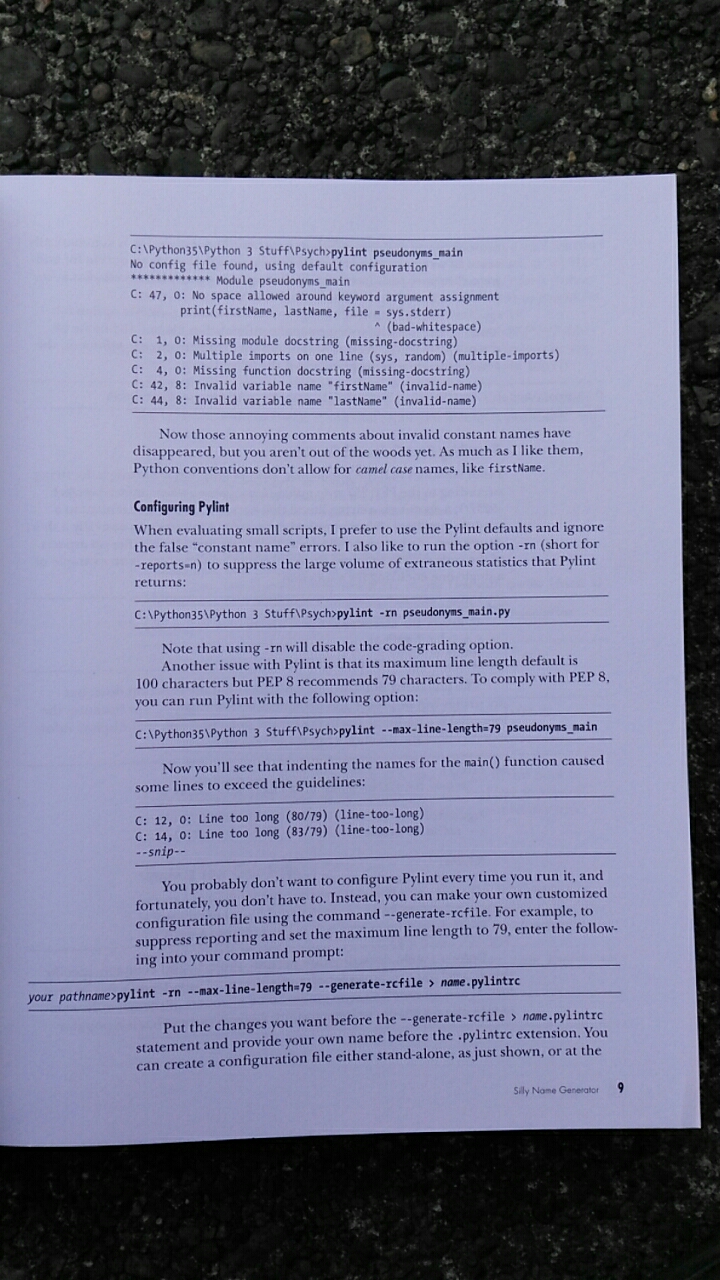 C:\Python35\Python 3 Stuff\Psych>pylint pseudonyms_main
No config file found, using default configuration
************* Module pseudonyms_main
C: 47, 0: No space allowed around keyword argument assignment
print(firstName, lastName, file = sys.stderr)
^ (bad-whitespace)
C:  1, 0: Missing module docstring (missing-docstring)
C:  2, 0: Multiple imports on one line (sys, random) (multiple-imports)
C:  4, 0: Missing function docstring (missing-docstring)
C: 42, 8: Invalid variable name "firstName" (invalid-name)
C: 44, 8: Invalid variable name "lastName" (invalid-name)
Now those annoying comments about invalid constant names have
disappeared, but you aren't out of the woods yet. As much as I like them,
Python conventions don't allow for camel case names, like firstName.
Configuring Pylint
When evaluating small scripts, I prefer to use the Pylint defaults and ignore
the false “constant name” errors. I also like to run the option -rn (short for
-reports=n) to suppress the large volume of extraneous statistics that Pylint
returns:
C:\Python35\Python 3 Stuff\Psych>pylint -rn pseudonyms_main.py
Note that using -rn will disable the code-grading option.
Another issue with Pylint is that its maximum line length default is
100 characters but PEP 8 recommends 79 characters. To comply with PEP 8,
you can run Pylint with the following option:
C:\Python35\Python 3 Stuff\Psych>pylint --max-line-length=79 pseudonyms_main
Now you'll see that indenting the names for the main() function caused
some lines to exceed the guidelines:
C: 12, 0: Line too long (80/79) (line-too-long)
C: 14, 0: Line too long (83/79) (line-too-long)
--snip--
You probably don't want to configure Pylint every time you run it, and
fortunately, you don't have to. Instead, you can make your own customized
configuration file using the command --generate-rcfile. For example, to
suppress reporting and set the maximum line length to 79, enter the follow-
ing into your command prompt:
your pathname>pylint -rn --max-line-length=79 --generate-rcfile > name.pylintrc
Put the changes you want before the --generate-rcfile > name.pylintrc
statement and provide your own name before the .pylintrc extension. You
can create a configuration file either stand-alone, as just shown, or at the
Silly Name Generator 9